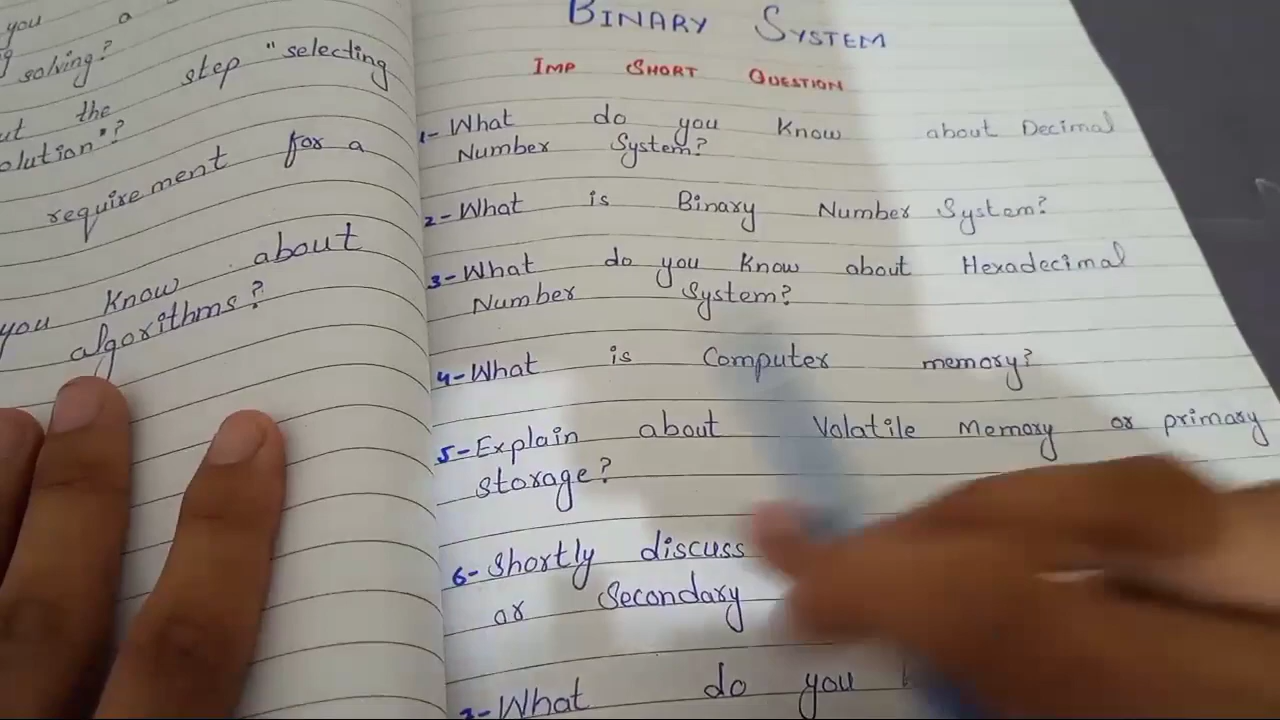 you a
solving?
step "selecting
the
requirement for a
you know about
algorithms?
BINARY SYSTEM
IMP SHORT QUESTION
1- What do you know about Decimal
Number System?
2- What is Binary Number System?
3- What do you know about Hexadecimal
Number System?
4- What is Computer memory?
5- Explain about Volatile Memory or primary
storage?
6- Shortly discuss
or Secondary
7- What do you